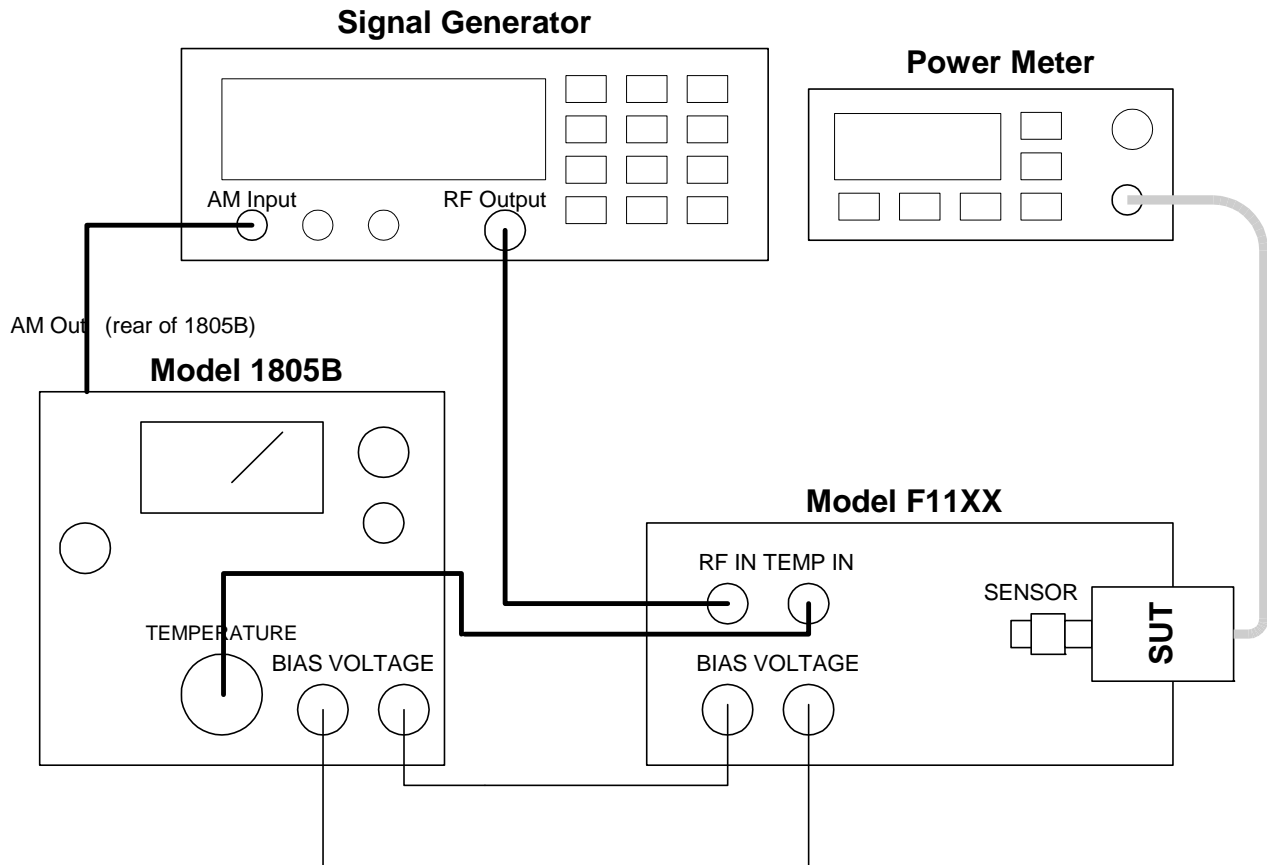 Signal Generator
Power Meter
AM Input
RF Output
AM Out (rear of 1805B)
Model 1805B
Model F11XX
RF IN TEMP IN
SENSOR
SUT
TEMPERATURE
BIAS VOLTAGE
BIAS VOLTAGE